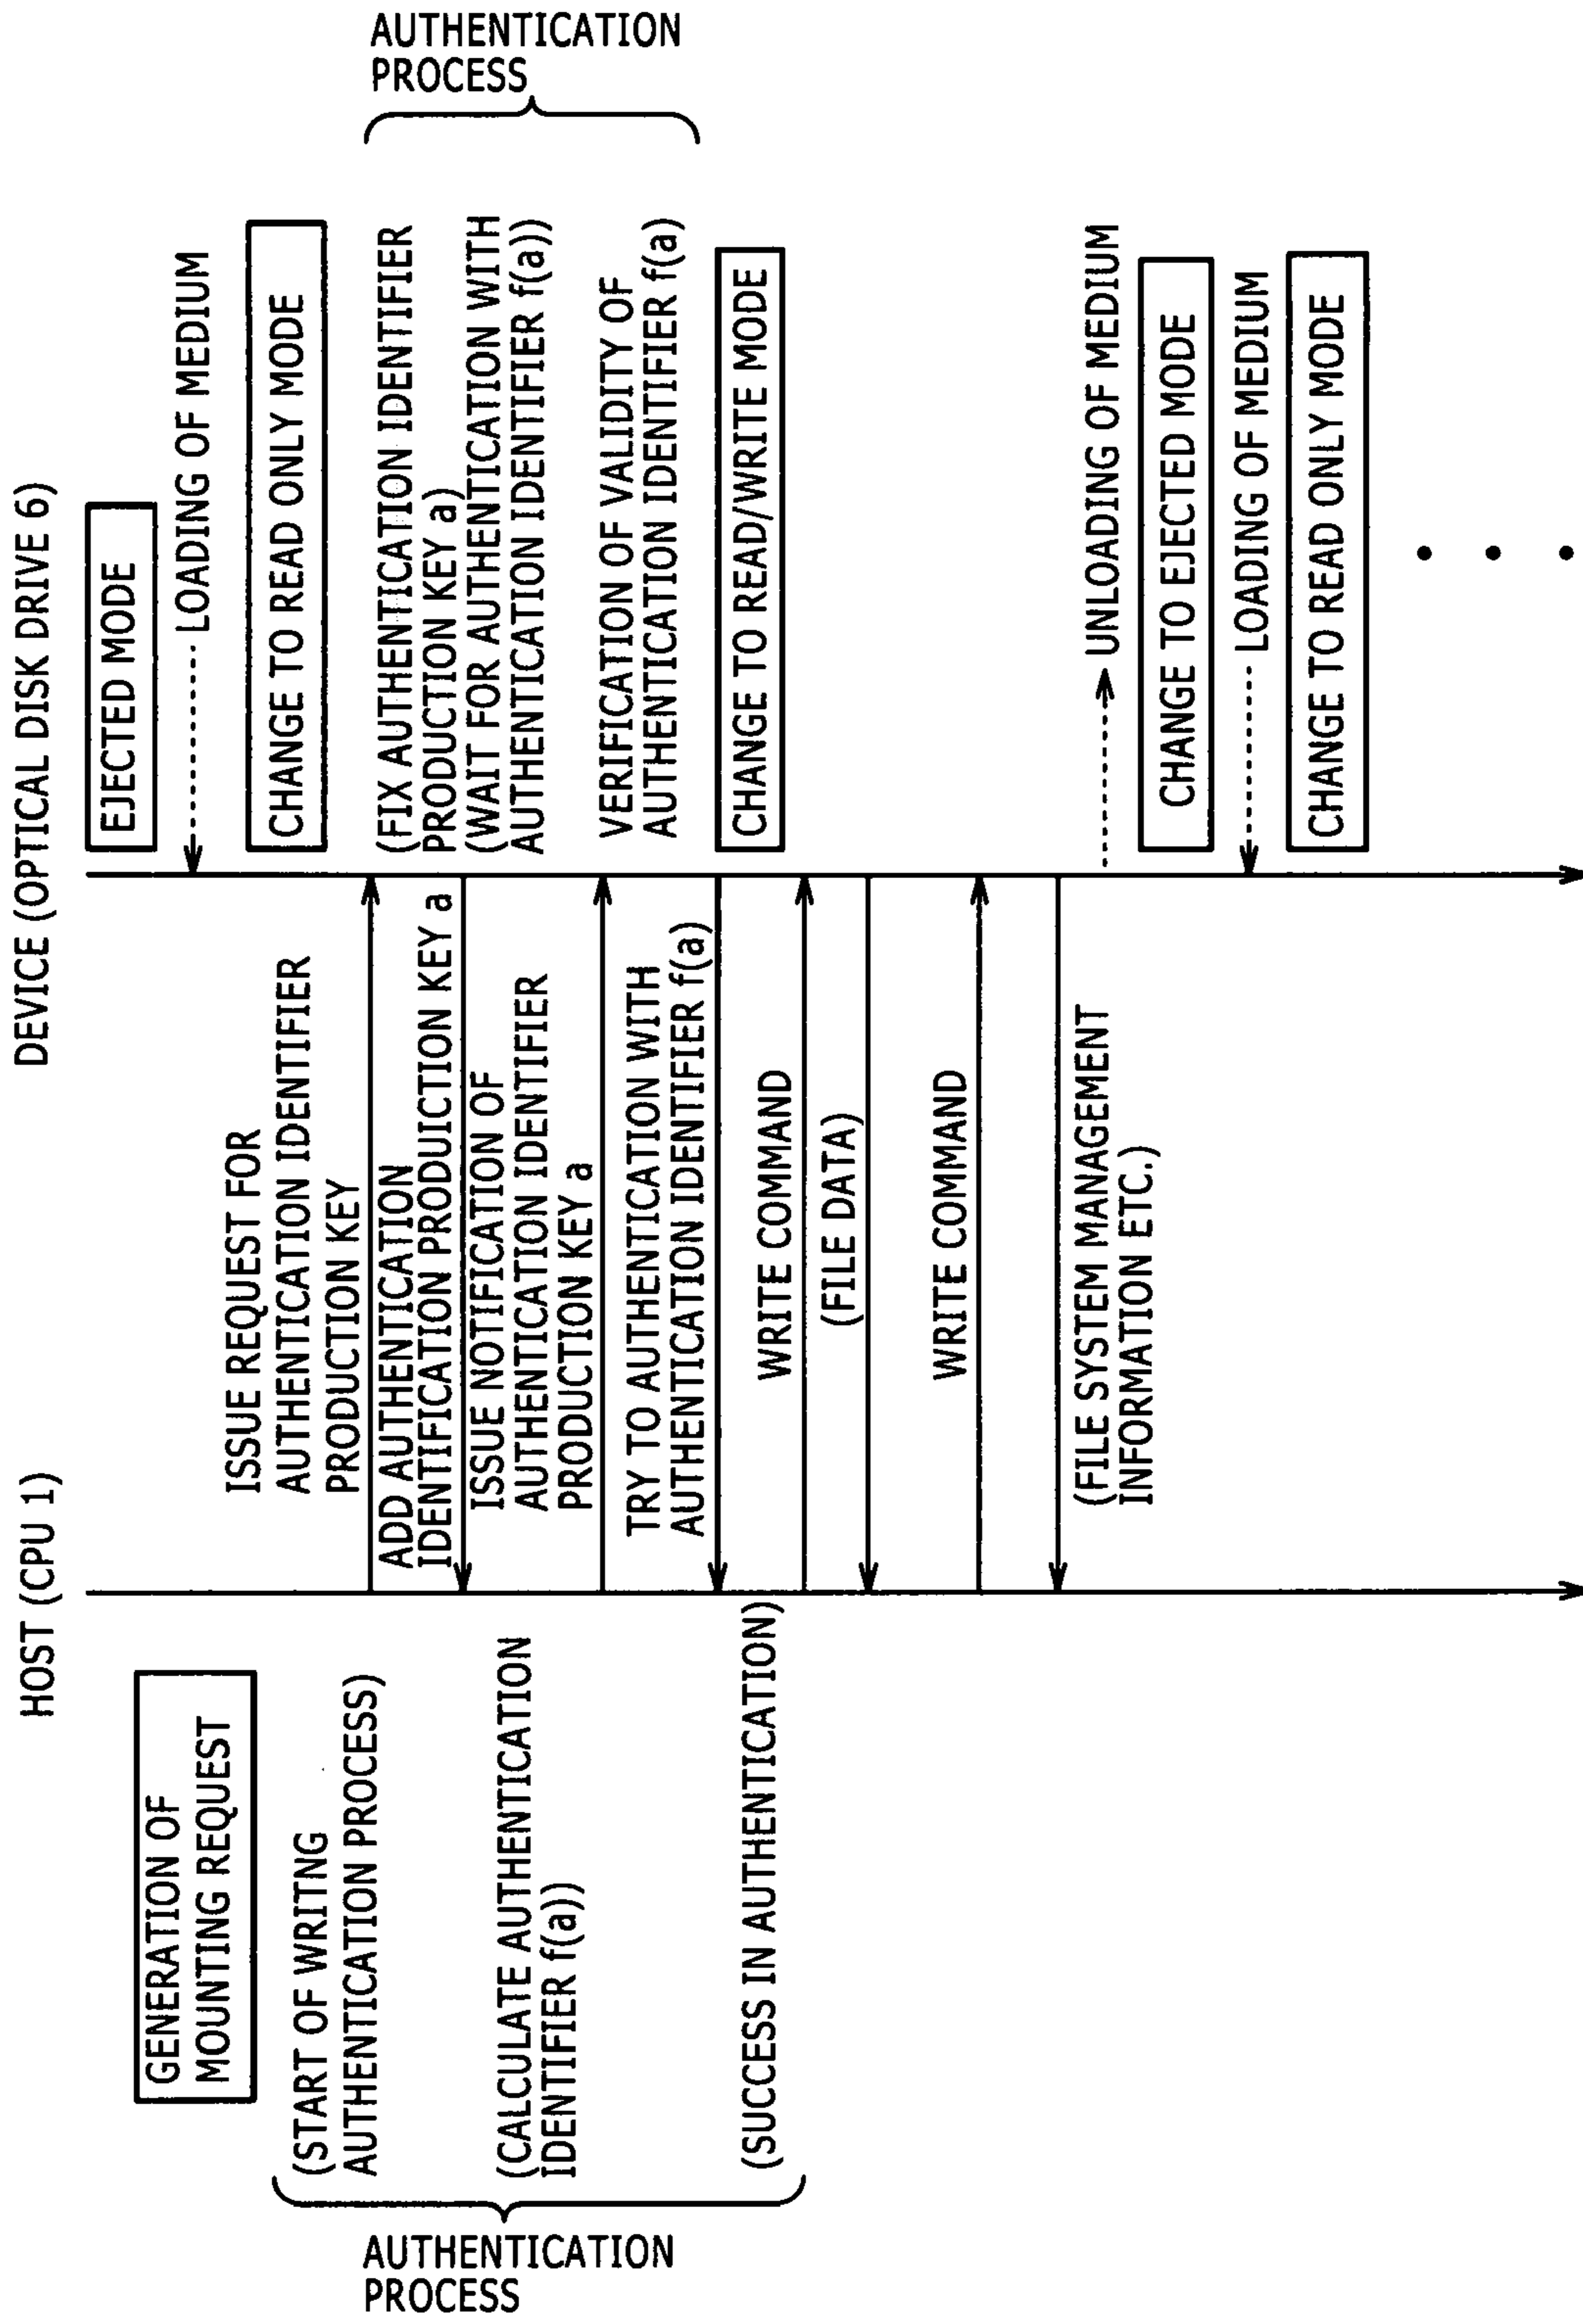 HOST (CPU 1)
DEVICE (OPTICAL DISK DRIVE 6)
GENERATION OF
MOUNTING REQUEST
EJECTED MODE
LOADING OF MEDIUM
CHANGE TO READ ONLY MODE
AUTHENTICATION
PROCESS
(START OF WRITNG
AUTHENTICATION PROCESS)
ISSUE REQUEST FOR
AUTHENTICATION IDENTIFIER
PRODUCTION KEY
(FIX AUTHENTICATION IDENTIFIER
PRODUCTION KEY a)
(WAIT FOR AUTHENTICATION WITH
AUTHENTICATION IDENTIFIER f(a))
AUTHENTICATION
PROCESS
ADD AUTHENTICATION
IDENTIFICATION PRODUICTION KEY a
(CALCULATE AUTHENTICATION
IDENTIFIER f(a))
ISSUE NOTIFICATION OF
AUTHENTICATION IDENTIFIER
PRODUCTION KEY a
VERIFICATION OF VALIDITY OF
AUTHENTICATION IDENTIFIER f(a)
TRY TO AUTHENTICATION WITH
AUTHENTICATION IDENTIFIER f(a)
CHANGE TO READ/WRITE MODE
(SUCCESS IN AUTHENTICATION)
WRITE COMMAND
(FILE DATA)
WRITE COMMAND
(FILE SYSTEM MANAGEMENT
INFORMATION ETC.)
UNLOADING OF MEDIUM
CHANGE TO EJECTED MODE
LOADING OF MEDIUM
CHANGE TO READ ONLY MODE